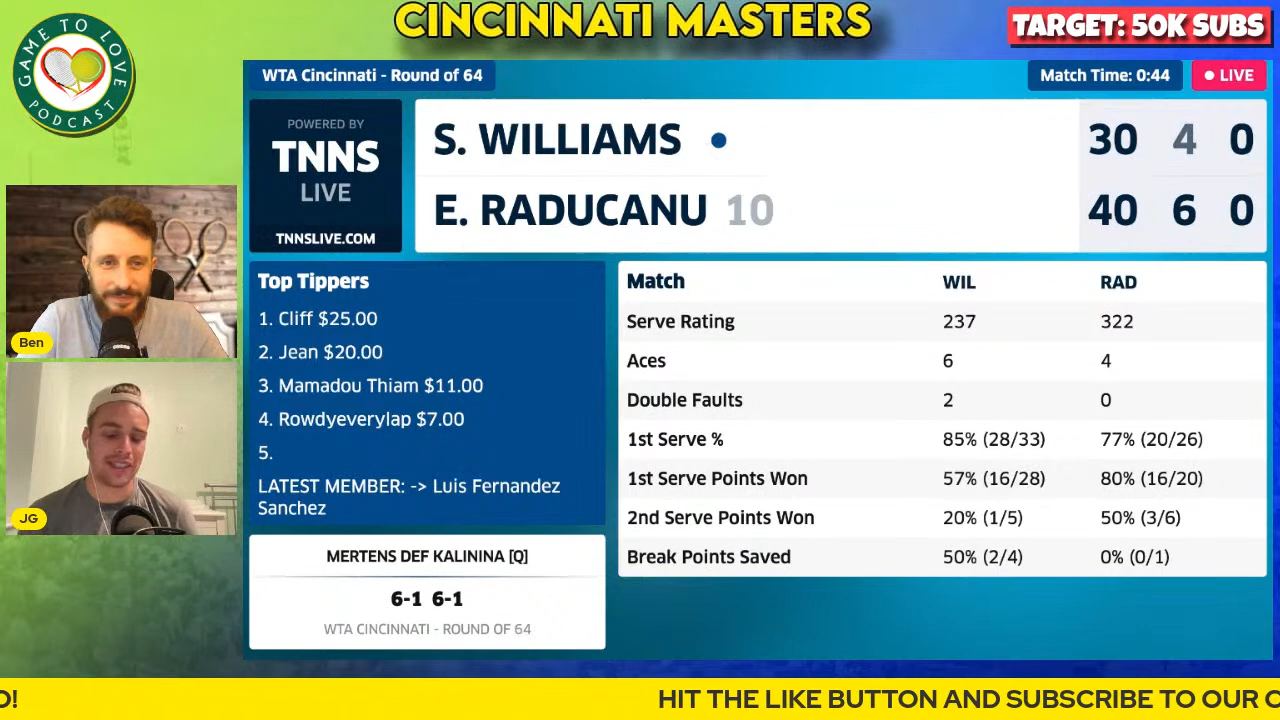 GAME TO LOVE
PODCAST
CINCINNATI MASTERS
TARGET: 50K SUBS
WTA Cincinnati - Round of 64
Match Time: 0:44
LIVE
POWERED BY
TNNS
LIVE
TNNSLIVE.COM
S. WILLIAMS 30 4 0
E. RADUCANU 10 40 6 0
Ben
JG
Top Tippers
1. Cliff $25.00
2. Jean $20.00
3. Mamadou Thiam $11.00
4. Rowdyeverylap $7.00
5.
LATEST MEMBER: -> Luis Fernandez
Sanchez
MERTENS DEF KALININA [Q]
6-1 6-1
WTA CINCINNATI - ROUND OF 64
Match WIL RAD
Serve Rating 237 322
Aces 6 4
Double Faults 2 0
1st Serve % 85% (28/33) 77% (20/26)
1st Serve Points Won 57% (16/28) 80% (16/20)
2nd Serve Points Won 20% (1/5) 50% (3/6)
Break Points Saved 50% (2/4) 0% (0/1)
O! HIT THE LIKE BUTTON AND SUBSCRIBE TO OUR